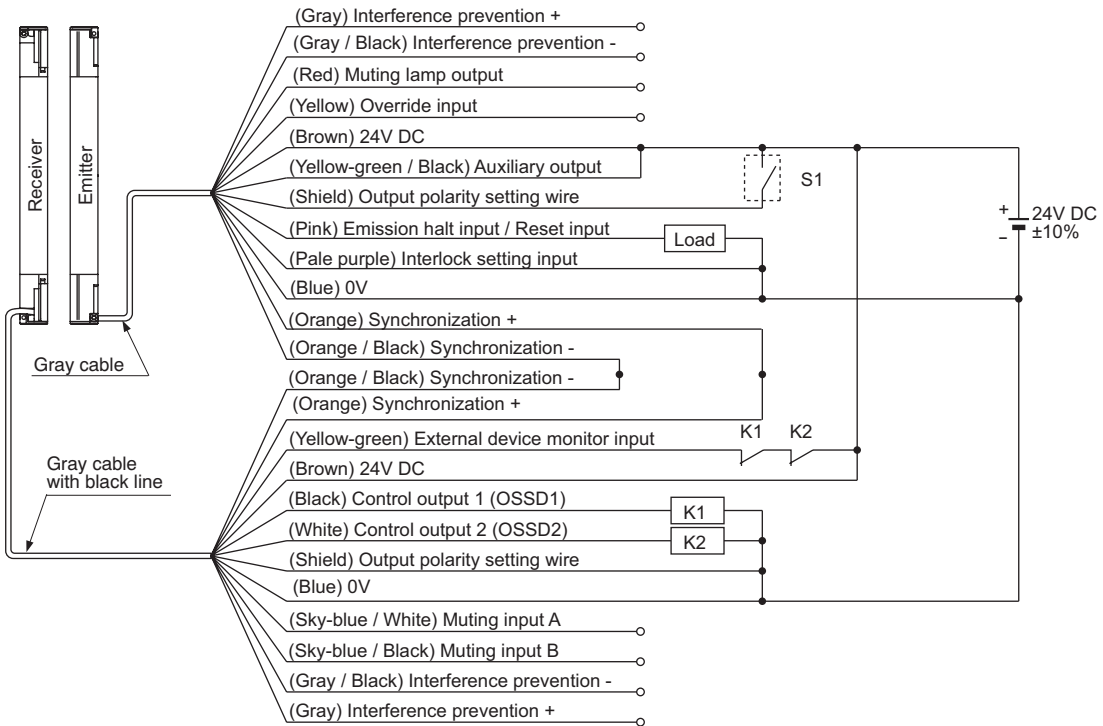 (Gray) Interference prevention +
(Gray / Black) Interference prevention -
(Red) Muting lamp output
(Yellow) Override input
(Brown) 24V DC
(Yellow-green / Black) Auxiliary output
(Shield) Output polarity setting wire
(Pink) Emission halt input / Reset input
(Pale purple) Interlock setting input
(Blue) 0V
(Orange) Synchronization +
(Orange / Black) Synchronization -
Receiver
Emitter
S1
Load
+
-
24V DC
±10%
Gray cable
(Orange / Black) Synchronization -
(Orange) Synchronization +
(Yellow-green) External device monitor input
K1
K2
(Brown) 24V DC
(Black) Control output 1 (OSSD1)
K1
(White) Control output 2 (OSSD2)
K2
(Shield) Output polarity setting wire
(Blue) 0V
(Sky-blue / White) Muting input A
(Sky-blue / Black) Muting input B
(Gray / Black) Interference prevention -
(Gray) Interference prevention +
Gray cable
with black line